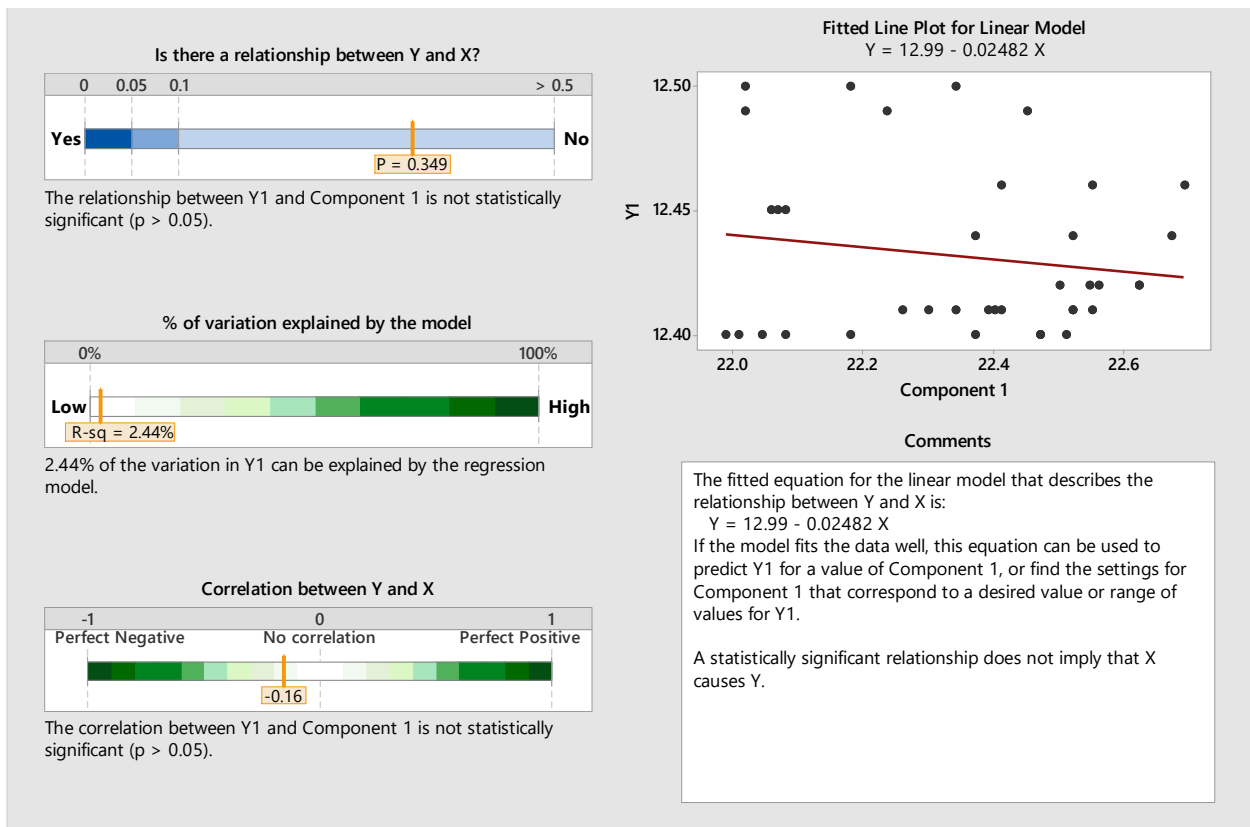 Is there a relationship between Y and X?
0 0.05 0.1 > 0.5
Yes No
P = 0.349
The relationship between Y1 and Component 1 is not statistically
significant (p > 0.05).
% of variation explained by the model
0% 100%
Low High
R-sq = 2.44%
2.44% of the variation in Y1 can be explained by the regression
model.
Correlation between Y and X
-1 0 1
Perfect Negative No correlation Perfect Positive
-0.16
The correlation between Y1 and Component 1 is not statistically
significant (p > 0.05).
Fitted Line Plot for Linear Model
Y = 12.99 - 0.02482 X
12.50
12.45
12.40
Y1
22.0 22.2 22.4 22.6
Component 1
Comments
The fitted equation for the linear model that describes the
relationship between Y and X is:
Y = 12.99 - 0.02482 X
If the model fits the data well, this equation can be used to
predict Y1 for a value of Component 1, or find the settings for
Component 1 that correspond to a desired value or range of
values for Y1.
A statistically significant relationship does not imply that X
causes Y.